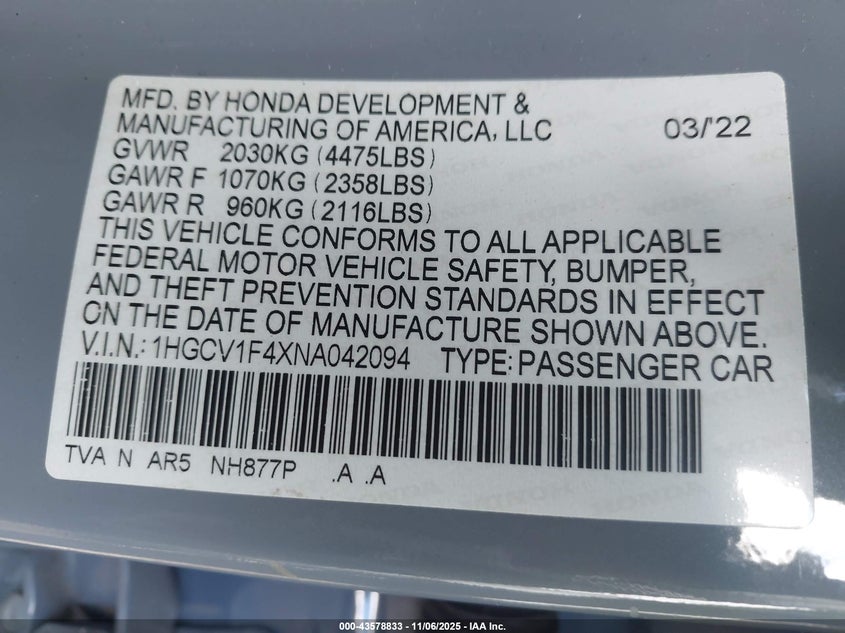 MFD. BY HONDA DEVELOPMENT &
MANUFACTURING OF AMERICA, LLC 03/'22
GVWR 2030KG (4475LBS)
GAWR F 1070KG (2358LBS)
GAWR R 960KG (2116LBS)
THIS VEHICLE CONFORMS TO ALL APPLICABLE
FEDERAL MOTOR VEHICLE SAFETY, BUMPER,
AND THEFT PREVENTION STANDARDS IN EFFECT
ON THE DATE OF MANUFACTURE SHOWN ABOVE.
V.I.N.: 1HGCV1F4XNA042094 TYPE: PASSENGER CAR
TVA N AR5 NH877P .A .A
000-43578833 - 11/06/2025 - IAA Inc.